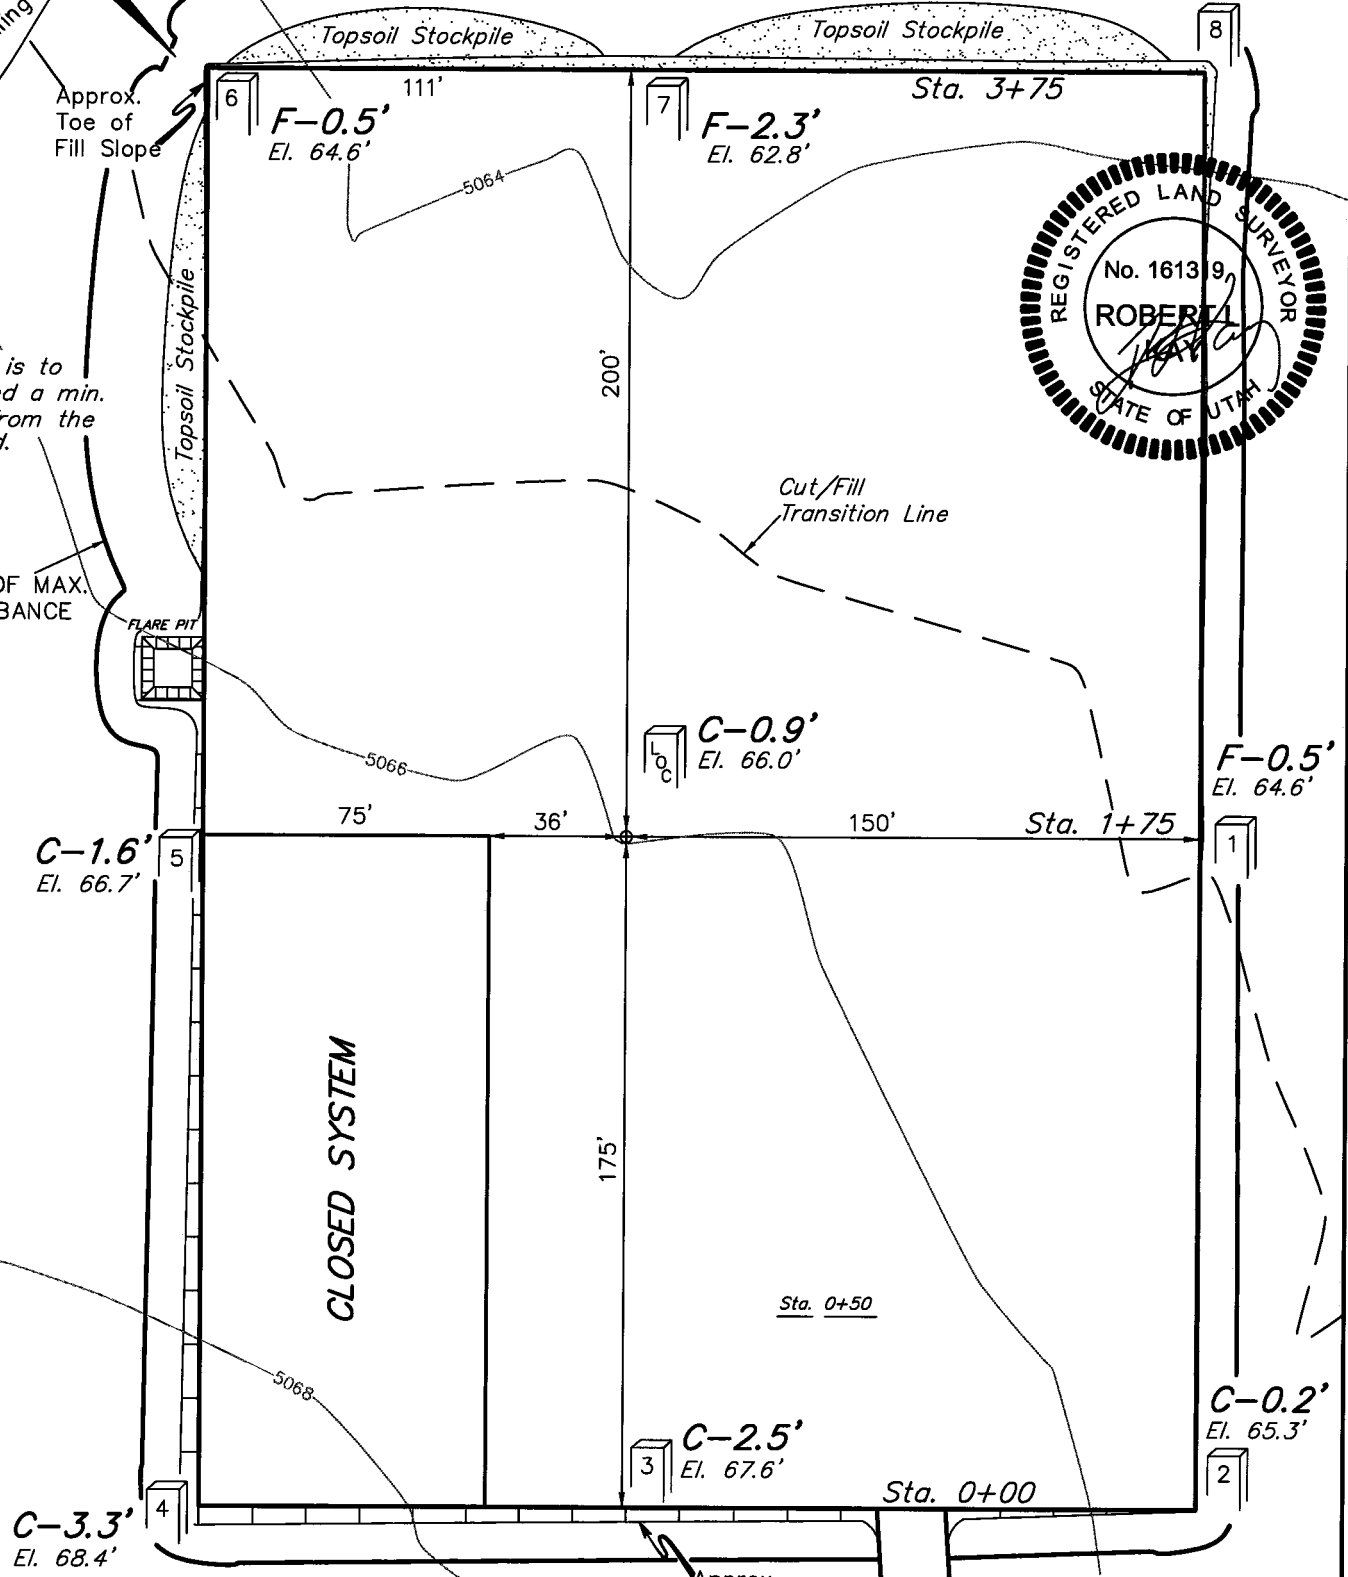 Topsoil Stockpile
Topsoil Stockpile
8
Approx.
Toe of
Fill Slope
6
111'
F-0.5'
El. 64.6'
7
F-2.3'
El. 62.8'
Sta. 3+75
5064
REGISTERED LAND SURVEYOR
No. 161319
ROBERT L.
KAY
STATE OF UTAH
Topsoil Stockpile
200'
is to
a min.
from the
Cut/Fill
Transition Line
OF MAX.
FLARE PIT
LOC
C-0.9'
El. 66.0'
5066
F-0.5'
El. 64.6'
75'
36'
150'
Sta. 1+75
1
C-1.6'
El. 66.7'
5
CLOSED SYSTEM
175'
Sta. 0+50
5068
C-0.2'
El. 65.3'
2
3
C-2.5'
El. 67.6'
Sta. 0+00
4
C-3.3'
El. 68.4'
Approx.